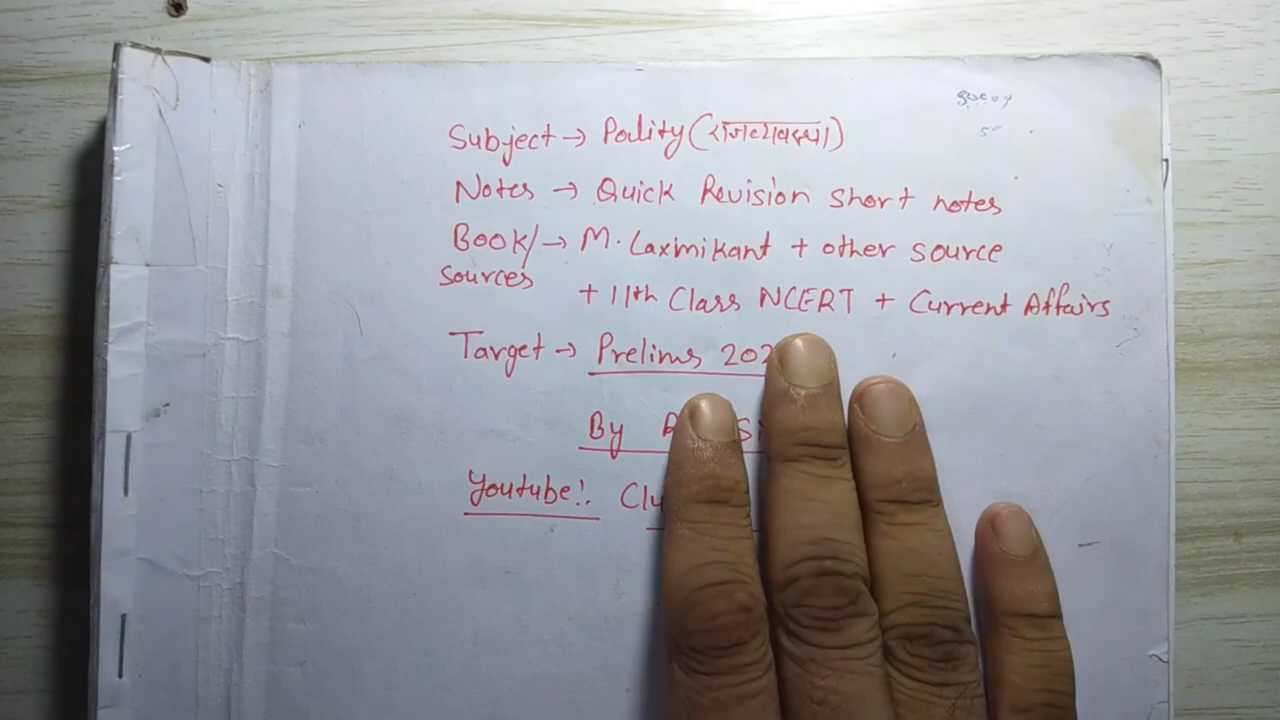 Subject → Polity (राजव्यवस्था)
Notes → Quick Revision short notes
Book/ → M. Laxmikant + other source
Sources + 11th Class NCERT + Current Affairs
Target → Prelims
By
Youtube: